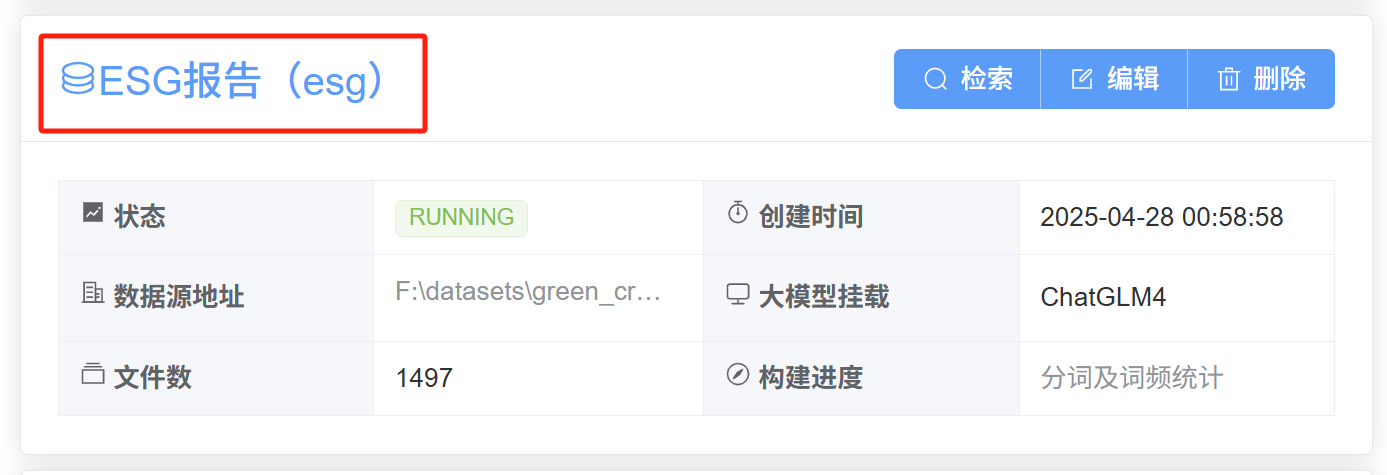 ESG报告（esg）
检索 编辑 删除
状态 RUNNING 创建时间 2025-04-28 00:58:58
数据源地址 F:\datasets\green_cr… 大模型挂载 ChatGLM4
文件数 1497 构建进度 分词及词频统计